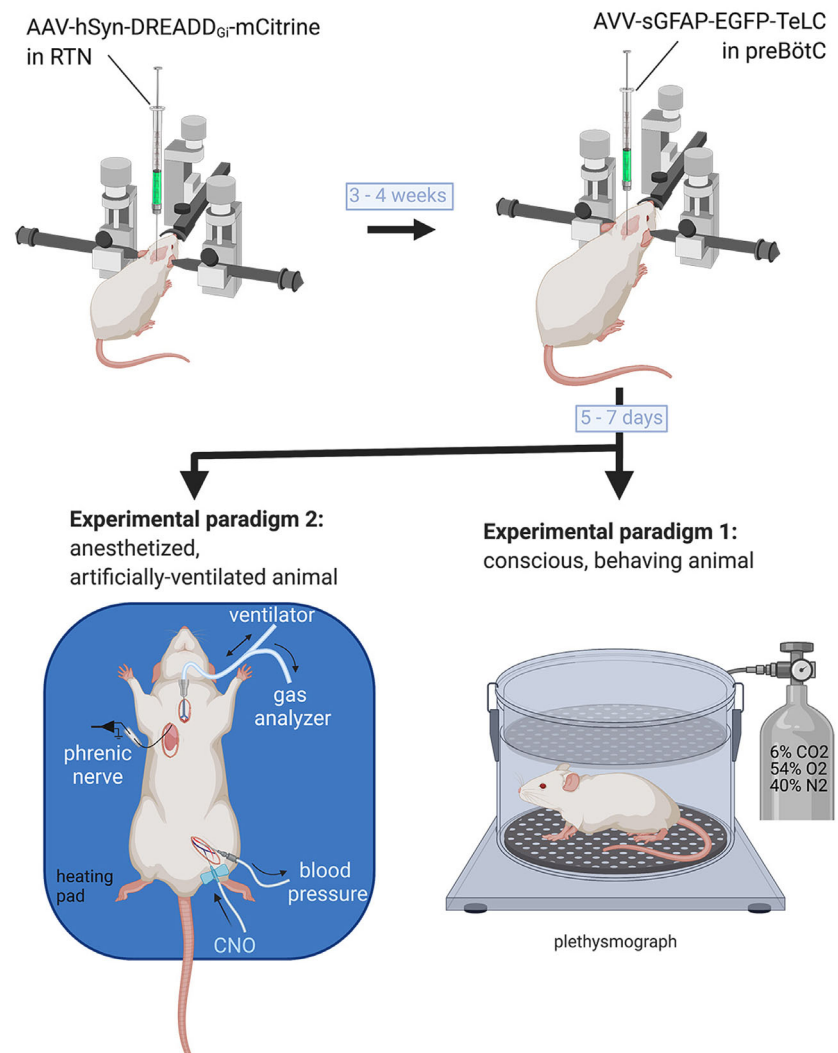 AAV-hSyn-DREADDGi-mCitrine
in RTN
AVV-sGFAP-EGFP-TeLC
in preBötC
3 - 4 weeks
5 - 7 days
Experimental paradigm 2:
anesthetized,
artificially-ventilated animal
Experimental paradigm 1:
conscious, behaving animal
ventilator
gas
analyzer
phrenic
nerve
heating
pad
blood
pressure
CNO
6% CO2
54% O2
40% N2
plethysmograph